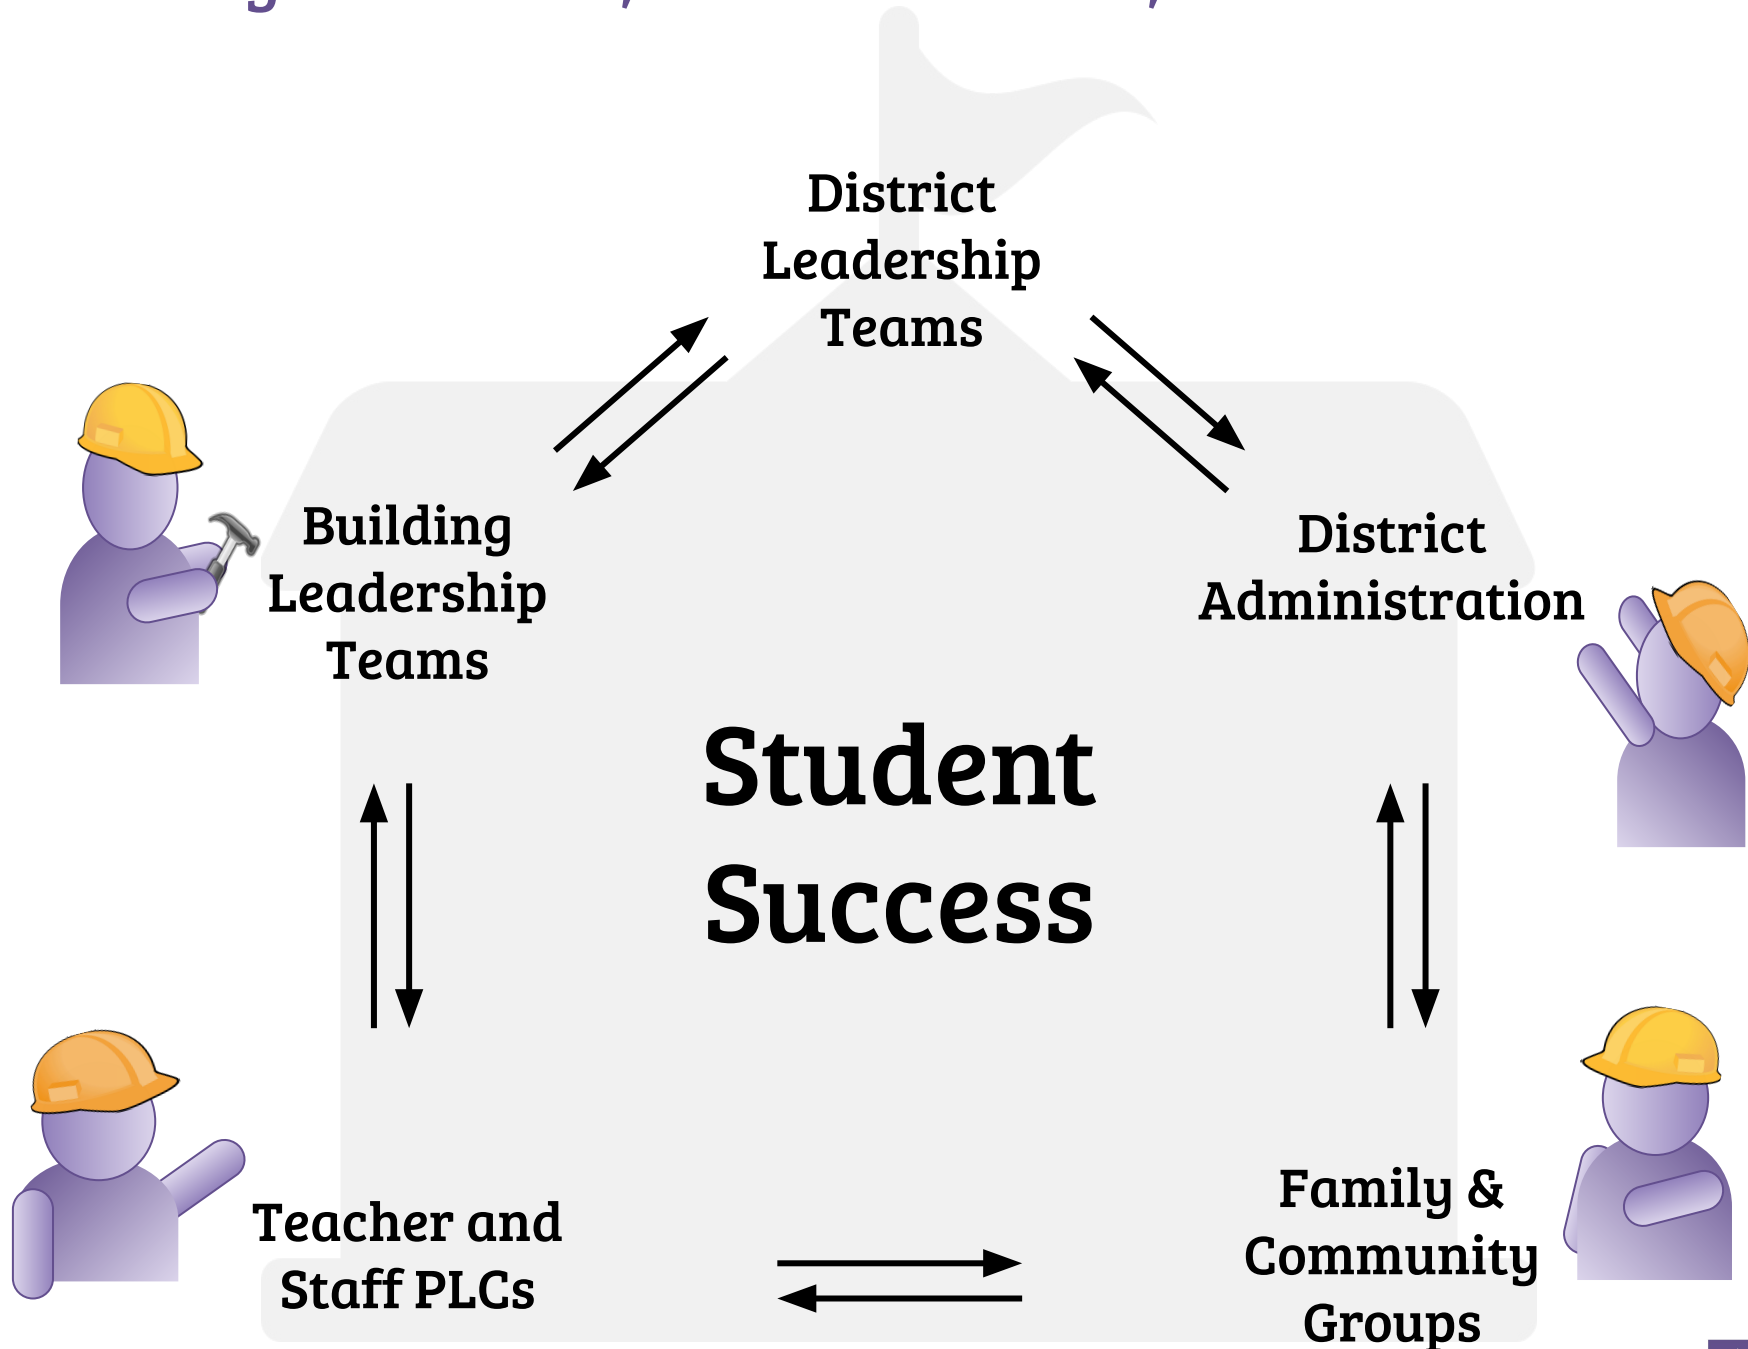 District
Leadership
Teams
Building
Leadership
Teams
District
Administration
Student
Success
Teacher and
Staff PLCs
Family &
Community
Groups